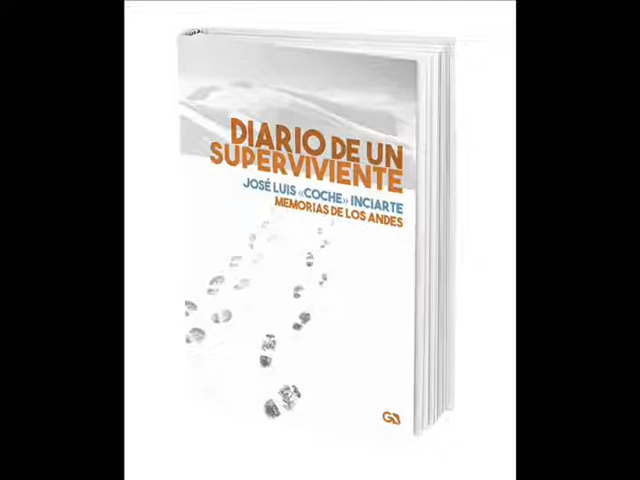 DIARIO DE UN
SUPERVIVIENTE
JOSÉ LUIS «COCHE» INCIARTE
MEMORIAS DE LOS ANDES